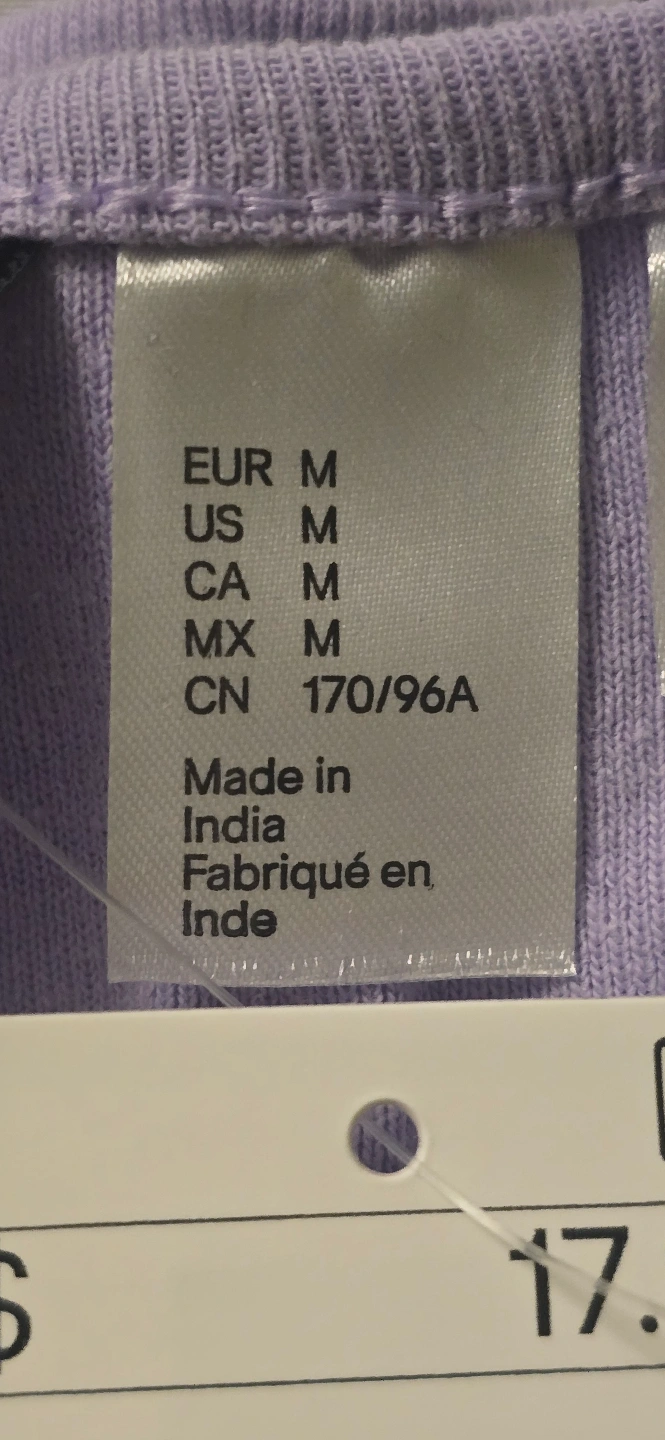 EUR M
US M
CA M
MX M
CN 170/96A
Made in
India
Fabriqué en
Inde
$ 17.